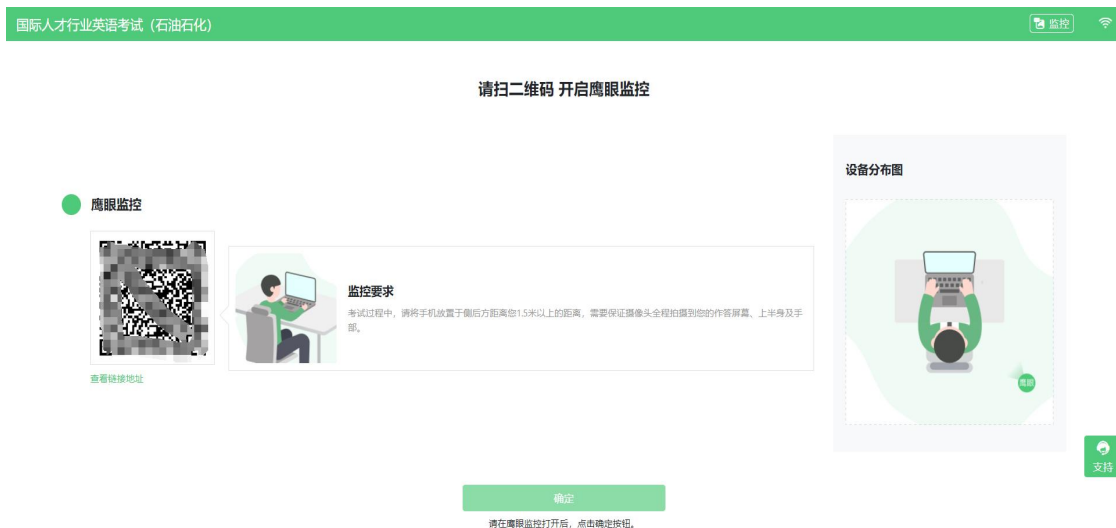 国际人才行业英语考试（石油石化）
监控
请扫二维码 开启鹰眼监控
设备分布图
鹰眼监控
监控要求
考试过程中，请将手机放置于侧后方距离您1.5米以上的距离，需要保证摄像头全程拍摄到您的作答屏幕、上半身及手
部。
查看链接地址
鹰眼
支持
确定
请在鹰眼监控打开后，点击确定按钮。